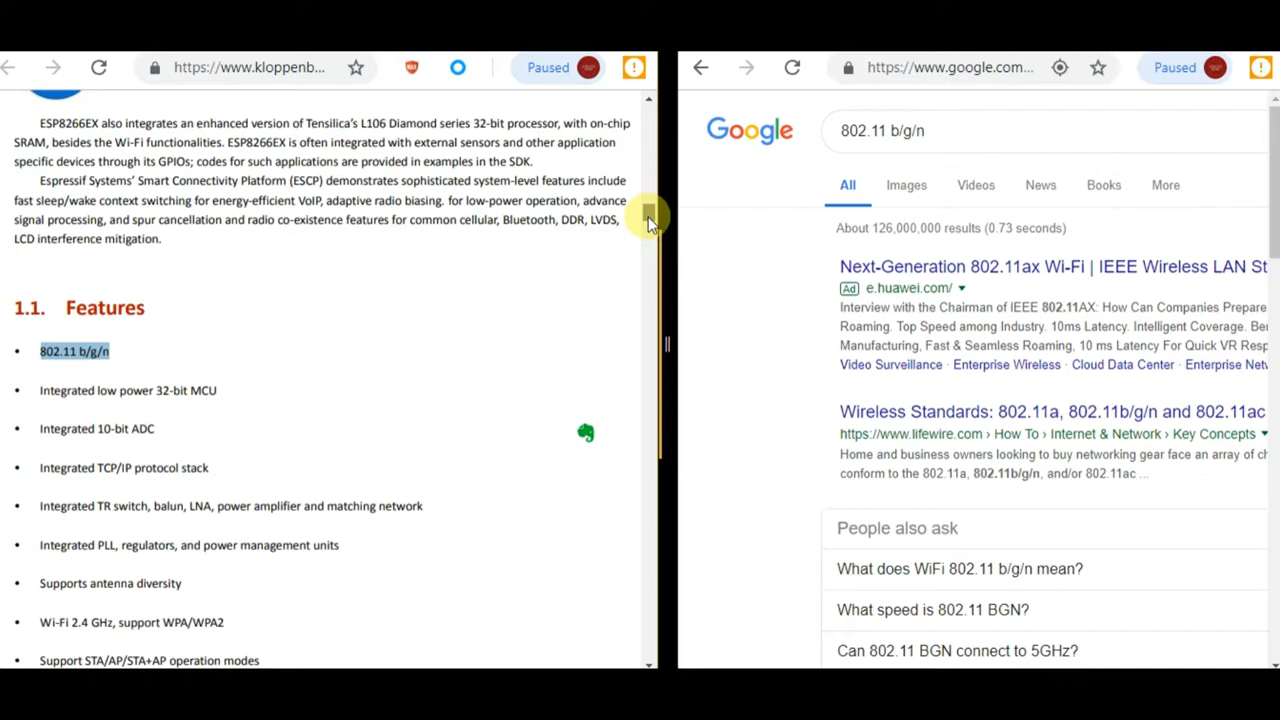 https://www.kloppenb...
Paused
ESP8266EX also integrates an enhanced version of Tensilica's L106 Diamond series 32-bit processor, with on-chip
SRAM, besides the Wi-Fi functionalities. ESP8266EX is often integrated with external sensors and other application
specific devices through its GPIOs; codes for such applications are provided in examples in the SDK.
Espressif Systems' Smart Connectivity Platform (ESCP) demonstrates sophisticated system-level features include
fast sleep/wake context switching for energy-efficient VoIP, adaptive radio biasing. for low-power operation, advance
signal processing, and spur cancellation and radio co-existence features for common cellular, Bluetooth, DDR, LVDS,
LCD interference mitigation.
1.1. Features
• 802.11 b/g/n
• Integrated low power 32-bit MCU
• Integrated 10-bit ADC
• Integrated TCP/IP protocol stack
• Integrated TR switch, balun, LNA, power amplifier and matching network
• Integrated PLL, regulators, and power management units
• Supports antenna diversity
• Wi-Fi 2.4 GHz, support WPA/WPA2
• Support STA/AP/STA+AP operation modes
https://www.google.com...
Paused
Google
802.11 b/g/n
All Images Videos News Books More
About 126,000,000 results (0.73 seconds)
Next-Generation 802.11ax Wi-Fi | IEEE Wireless LAN St
Ad e.huawei.com/
Interview with the Chairman of IEEE 802.11AX: How Can Companies Prepare
Roaming. Top Speed among Industry. 10ms Latency. Intelligent Coverage. Ber
Manufacturing, Fast & Seamless Roaming, 10 ms Latency For Quick VR Resp
Video Surveillance · Enterprise Wireless · Cloud Data Center · Enterprise Netw
Wireless Standards: 802.11a, 802.11b/g/n and 802.11ac
https://www.lifewire.com › How To › Internet & Network › Key Concepts
Home and business owners looking to buy networking gear face an array of ch
conform to the 802.11a, 802.11b/g/n, and/or 802.11ac ...
People also ask
What does WiFi 802.11 b/g/n mean?
What speed is 802.11 BGN?
Can 802.11 BGN connect to 5GHz?